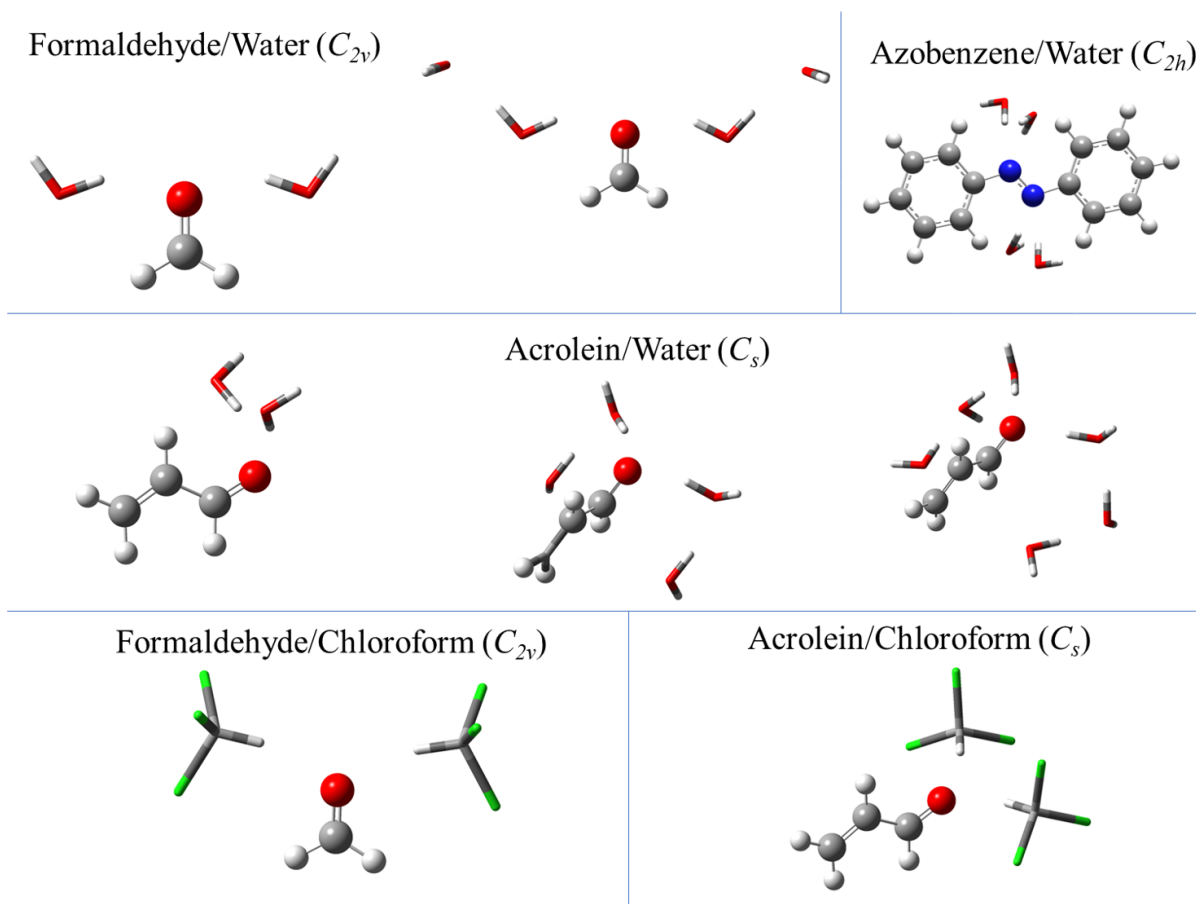 Formaldehyde/Water (C2v)
Azobenzene/Water (C2h)
Acrolein/Water (Cs)
Formaldehyde/Chloroform (C2v)
Acrolein/Chloroform (Cs)